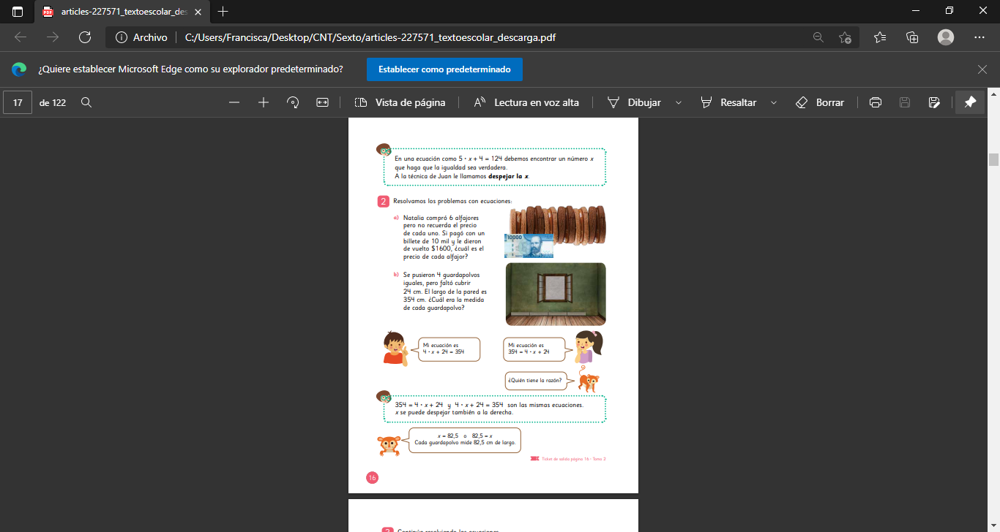 articles-227571_textoescolar_des
Archivo
C:/Users/Francisca/Desktop/CNT/Sexto/articles-227571_textoescolar_descarga.pdf
¿Quiere establecer Microsoft Edge como su explorador predeterminado?
Establecer como predeterminado
17 de 122
Vista de página
Lectura en voz alta
Dibujar
Resaltar
Borrar
En una ecuación como 5 · x + 4 = 124 debemos encontrar un número x
que haga que la igualdad sea verdadera.
A la técnica de Juan le llamamos despejar la x.
2 Resolvamos los problemas con ecuaciones:
a) Natalia compró 6 alfajores
pero no recuerda el precio
de cada uno. Si pagó con un
billete de 10 mil y le dieron
de vuelto $1600, ¿cuál es el
precio de cada alfajor?
10000
b) Se pusieron 4 guardapolvos
iguales, pero faltó cubrir
24 cm. El largo de la pared es
354 cm. ¿Cuál era la medida
de cada guardapolvo?
Mi ecuación es
4 · x + 24 = 354
Mi ecuación es
354 = 4 · x + 24
¿Quién tiene la razón?
354 = 4 · x + 24 y 4 · x + 24 = 354 son las mismas ecuaciones.
x se puede despejar también a la derecha.
x = 82,5 o 82,5 = x
Cada guardapolvo mide 82,5 cm de largo.
Ticket de salida página 16 · Tomo 2
16